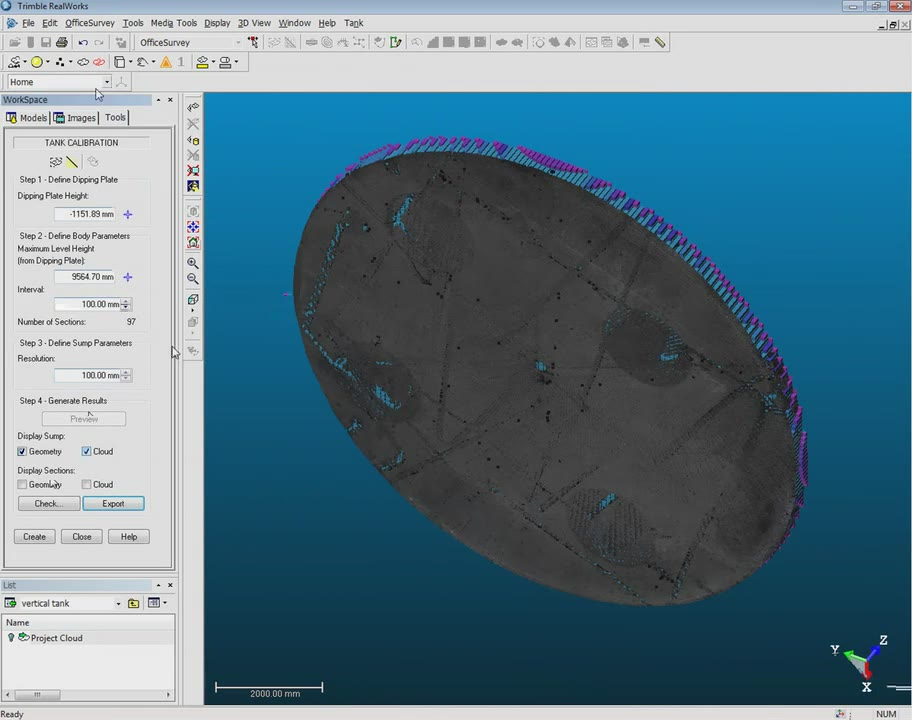 Trimble RealWorks
File Edit OfficeSurvey Tools Media Tools Display 3D View Window Help Tank
OfficeSurvey
1
Home
WorkSpace
Models Images Tools
TANK CALIBRATION
Step 1 - Define Dipping Plate
Dipping Plate Height:
-1151.89 mm
Step 2 - Define Body Parameters
Maximum Level Height
(from Dipping Plate):
9564.70 mm
Interval:
100.00 mm
Number of Sections: 97
Step 3 - Define Sump Parameters
Resolution:
100.00 mm
Step 4 - Generate Results
Preview
Display Sump:
Geometry Cloud
Display Sections:
Geometry Cloud
Check... Export
Create Close Help
List
vertical tank
Name
Project Cloud
2000.00 mm
Y Z
X
Ready NUM